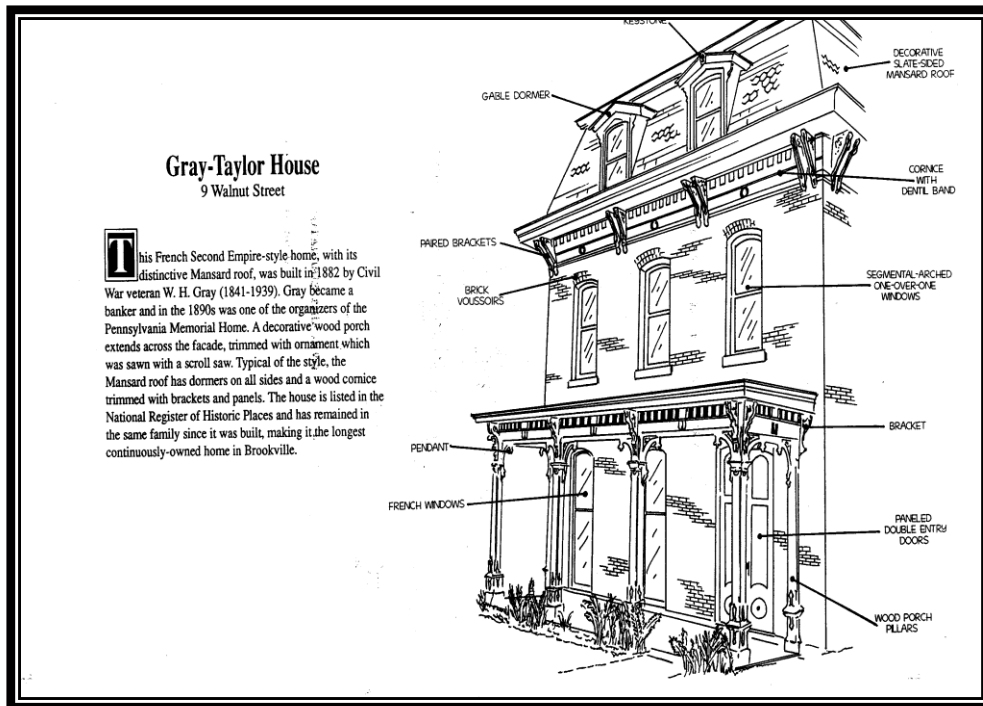 Gray-Taylor House
9 Walnut Street
This French Second Empire-style home, with its
distinctive Mansard roof, was built in 1882 by Civil
War veteran W. H. Gray (1841-1939). Gray became a
banker and in the 1890s was one of the organizers of the
Pennsylvania Memorial Home. A decorative wood porch
extends across the facade, trimmed with ornament which
was sawn with a scroll saw. Typical of the style, the
Mansard roof has dormers on all sides and a wood cornice
trimmed with brackets and panels. The house is listed in the
National Register of Historic Places and has remained in
the same family since it was built, making it the longest
continuously-owned home in Brookville.
KEYSTONE
DECORATIVE
SLATE-SIDED
MANSARD ROOF
GABLE DORMER
CORNICE
WITH
DENTIL BAND
PAIRED BRACKETS
BRICK
VOUSSOIRS
SEGMENTAL-ARCHED
ONE-OVER-ONE
WINDOWS
BRACKET
PENDANT
FRENCH WINDOWS
PANELED
DOUBLE ENTRY
DOORS
WOOD PORCH
PILLARS